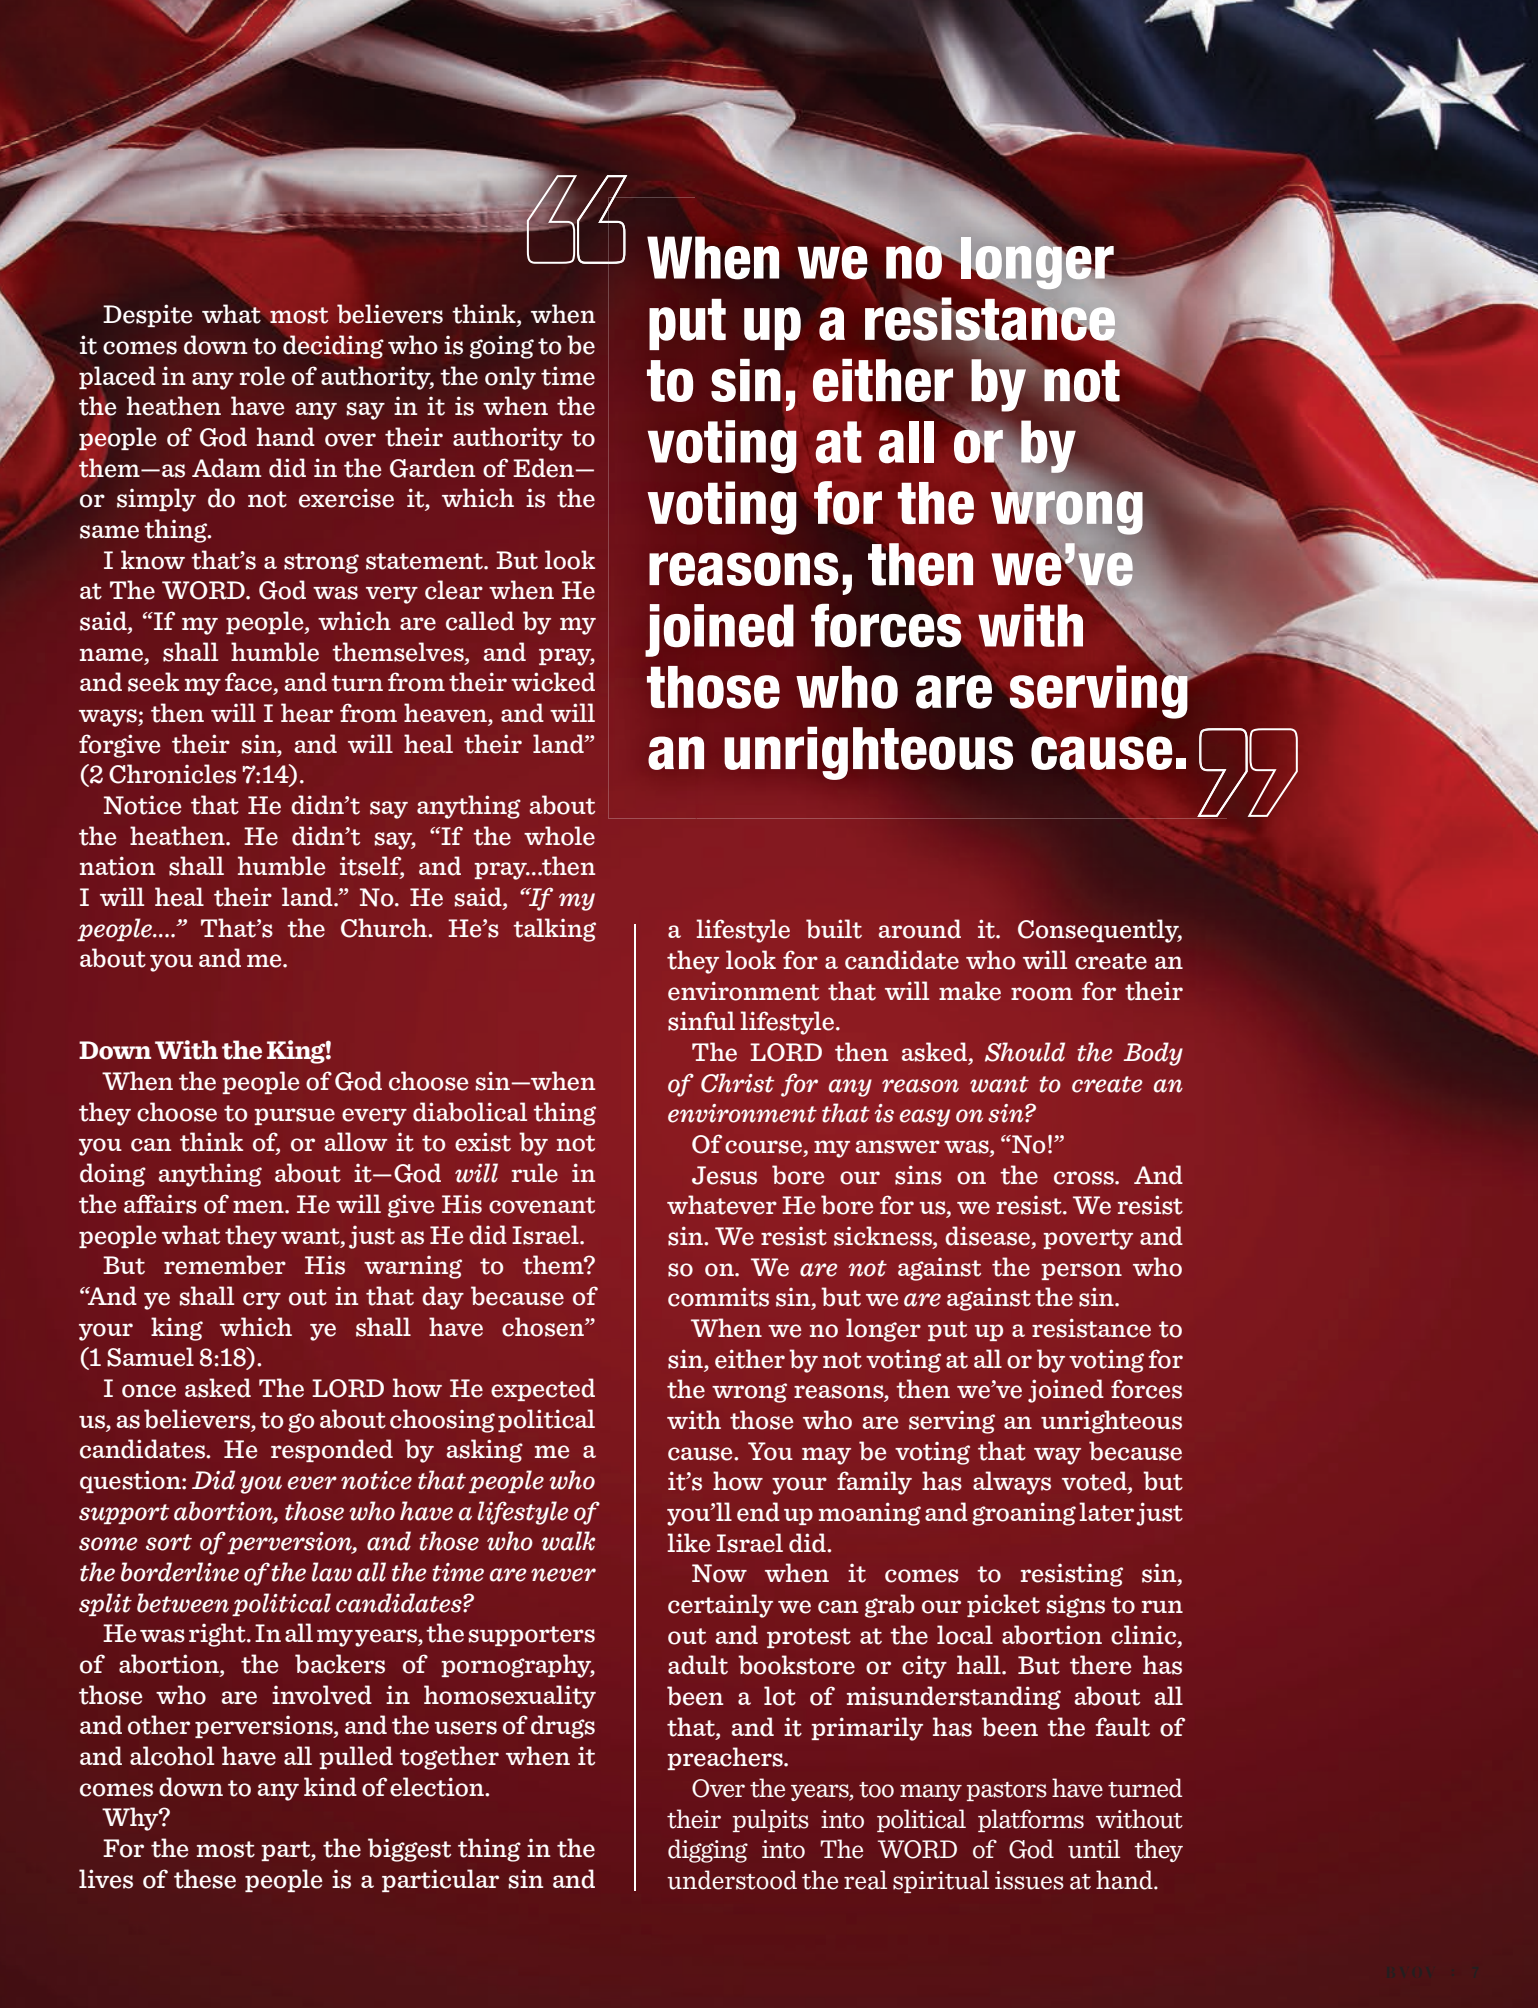 “
When we no longer
put up a resistance
to sin, either by not
voting at all or by
voting for the wrong
reasons, then we’ve
joined forces with
those who are serving
an unrighteous cause.
”
Despite what most believers think, when
it comes down to deciding who is going to be
placed in any role of authority, the only time
the heathen have any say in it is when the
people of God hand over their authority to
them—as Adam did in the Garden of Eden—
or simply do not exercise it, which is the
same thing.
I know that’s a strong statement. But look
at The WORD. God was very clear when He
said, “If my people, which are called by my
name, shall humble themselves, and pray,
and seek my face, and turn from their wicked
ways; then will I hear from heaven, and will
forgive their sin, and will heal their land”
(2 Chronicles 7:14).
Notice that He didn’t say anything about
the heathen. He didn’t say, “If the whole
nation shall humble itself, and pray...then
I will heal their land.” No. He said, “If my
people....” That’s the Church. He’s talking
about you and me.
Down With the King!
When the people of God choose sin—when
they choose to pursue every diabolical thing
you can think of, or allow it to exist by not
doing anything about it—God will rule in
the affairs of men. He will give His covenant
people what they want, just as He did Israel.
But remember His warning to them?
“And ye shall cry out in that day because of
your king which ye shall have chosen”
(1 Samuel 8:18).
I once asked The LORD how He expected
us, as believers, to go about choosing political
candidates. He responded by asking me a
question: Did you ever notice that people who
support abortion, those who have a lifestyle of
some sort of perversion, and those who walk
the borderline of the law all the time are never
split between political candidates?
He was right. In all my years, the supporters
of abortion, the backers of pornography,
those who are involved in homosexuality
and other perversions, and the users of drugs
and alcohol have all pulled together when it
comes down to any kind of election.
Why?
For the most part, the biggest thing in the
lives of these people is a particular sin and
a lifestyle built around it. Consequently,
they look for a candidate who will create an
environment that will make room for their
sinful lifestyle.
The LORD then asked, Should the Body
of Christ for any reason want to create an
environment that is easy on sin?
Of course, my answer was, “No!”
Jesus bore our sins on the cross. And
whatever He bore for us, we resist. We resist
sin. We resist sickness, disease, poverty and
so on. We are not against the person who
commits sin, but we are against the sin.
When we no longer put up a resistance to
sin, either by not voting at all or by voting for
the wrong reasons, then we’ve joined forces
with those who are serving an unrighteous
cause. You may be voting that way because
it’s how your family has always voted, but
you’ll end up moaning and groaning later just
like Israel did.
Now when it comes to resisting sin,
certainly we can grab our picket signs to run
out and protest at the local abortion clinic,
adult bookstore or city hall. But there has
been a lot of misunderstanding about all
that, and it primarily has been the fault of
preachers.
Over the years, too many pastors have turned
their pulpits into political platforms without
digging into The WORD of God until they
understood the real spiritual issues at hand.